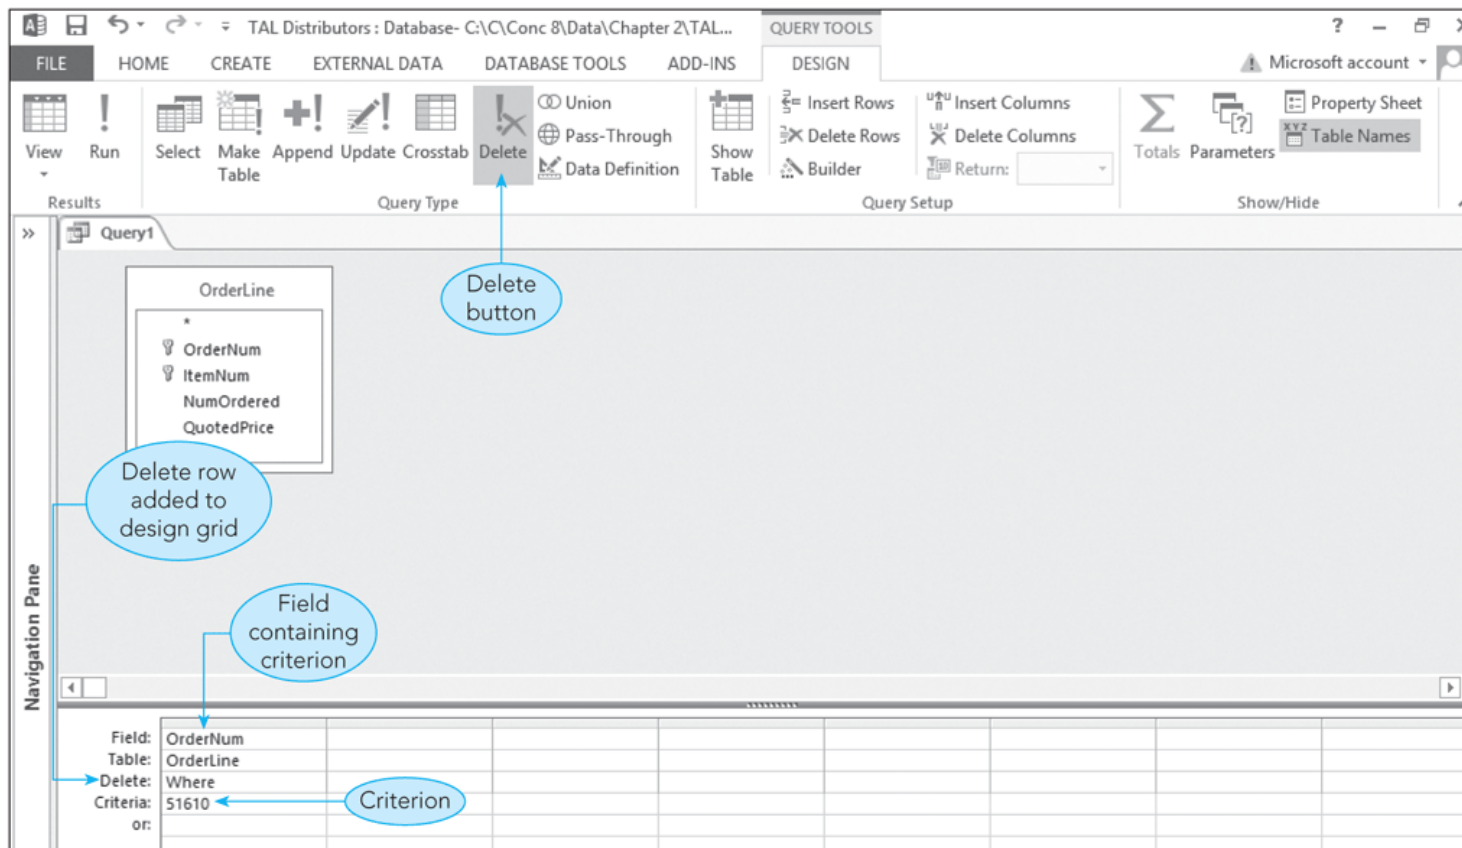 TAL Distributors : Database- C:\C\Conc 8\Data\Chapter 2\TAL...
QUERY TOOLS
?
FILE HOME CREATE EXTERNAL DATA DATABASE TOOLS ADD-INS DESIGN
Microsoft account
View
Run
Results
Select
Make
Table
Append
Update
Crosstab
Delete
Union
Pass-Through
Data Definition
Query Type
Show
Table
Insert Rows
Delete Rows
Builder
Insert Columns
Delete Columns
Return:
Query Setup
Totals
Parameters
Property Sheet
Table Names
Show/Hide
Query1
Delete
button
OrderLine
*
OrderNum
ItemNum
NumOrdered
QuotedPrice
Delete row
added to
design grid
Field
containing
criterion
Navigation Pane
Field: OrderNum
Table: OrderLine
Delete: Where
Criteria: 51610
Criterion
or: